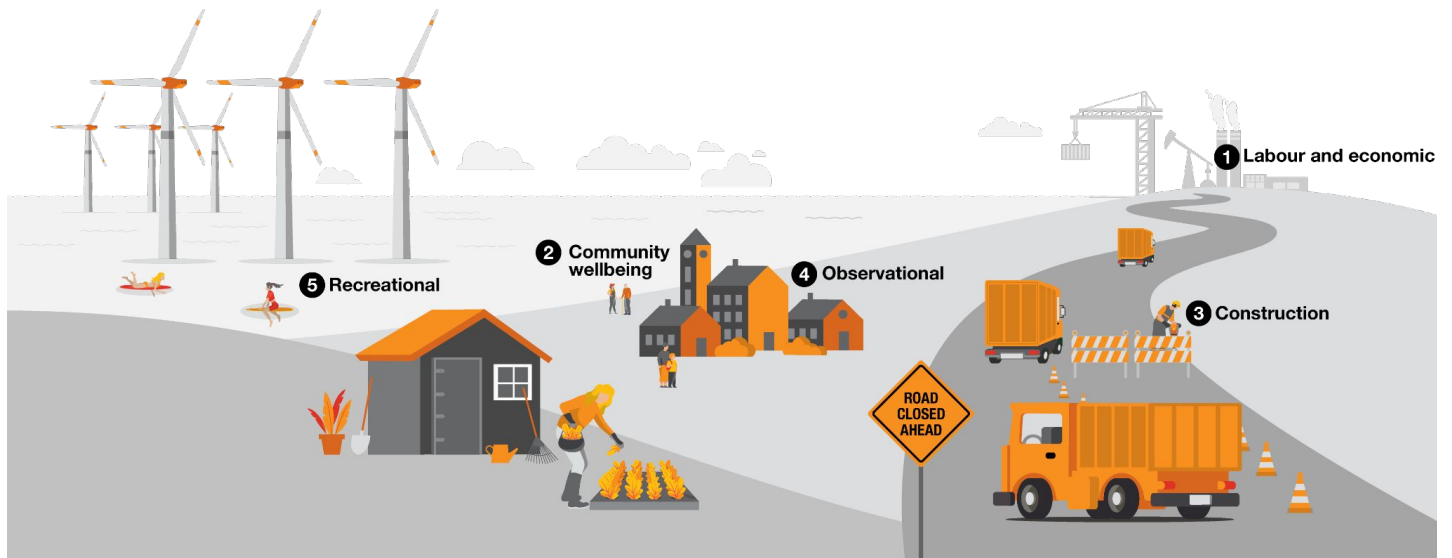 1 Labour and economic
2 Community
wellbeing
4 Observational
5 Recreational
3 Construction
ROAD
CLOSED
AHEAD